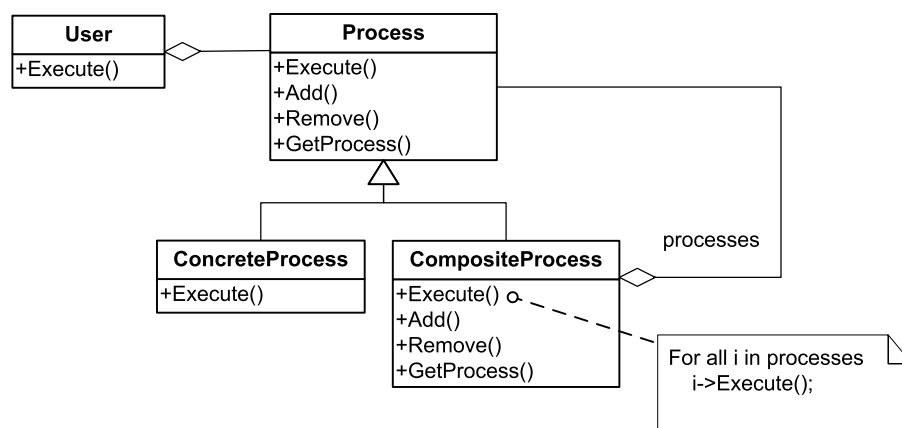 User
+Execute()
Process
+Execute()
+Add()
+Remove()
+GetProcess()
ConcreteProcess
+Execute()
CompositeProcess
+Execute()
+Add()
+Remove()
+GetProcess()
processes
For all i in processes
i->Execute();